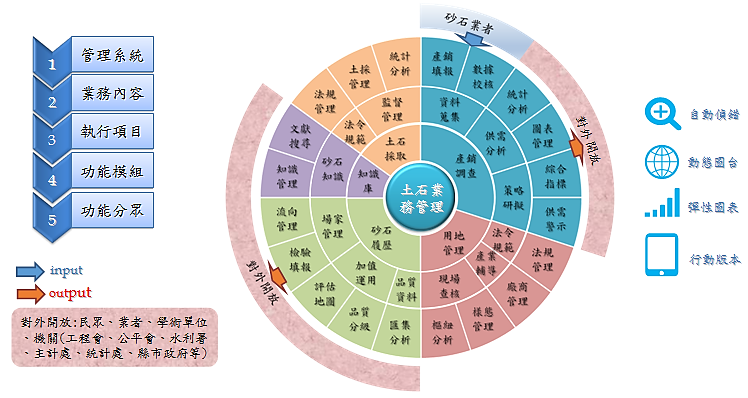 1 管理系統
2 業務內容
3 執行項目
4 功能模組
5 功能分眾
input
output
對外開放:民眾、業者、學術單位
、機關(工程會、公平會、水利署
、主計處、統計處、縣市政府等)
砂石業者
對外開放
對外開放
土石業
務管理
產銷
調查
資料
蒐集
供需
分析
策略
研擬
產銷
填報
數據
校核
統計
分析
圖表
管理
綜合
指標
供需
警示
用地
管理
法令
規範
產業
輔導
現場
查核
法規
管理
廠商
管理
樣態
管理
樞紐
分析
砂石
履歷
品質
資料
加值
運用
場家
管理
匯集
分析
品質
分級
評估
地圖
檢驗
填報
流向
管理
知識
庫
砂石
知識
知識
管理
文獻
搜尋
土石
採取
法令
規範
監督
管理
法規
管理
土採
管理
統計
分析
自動偵錯
動態圖台
彈性圖表
行動版本